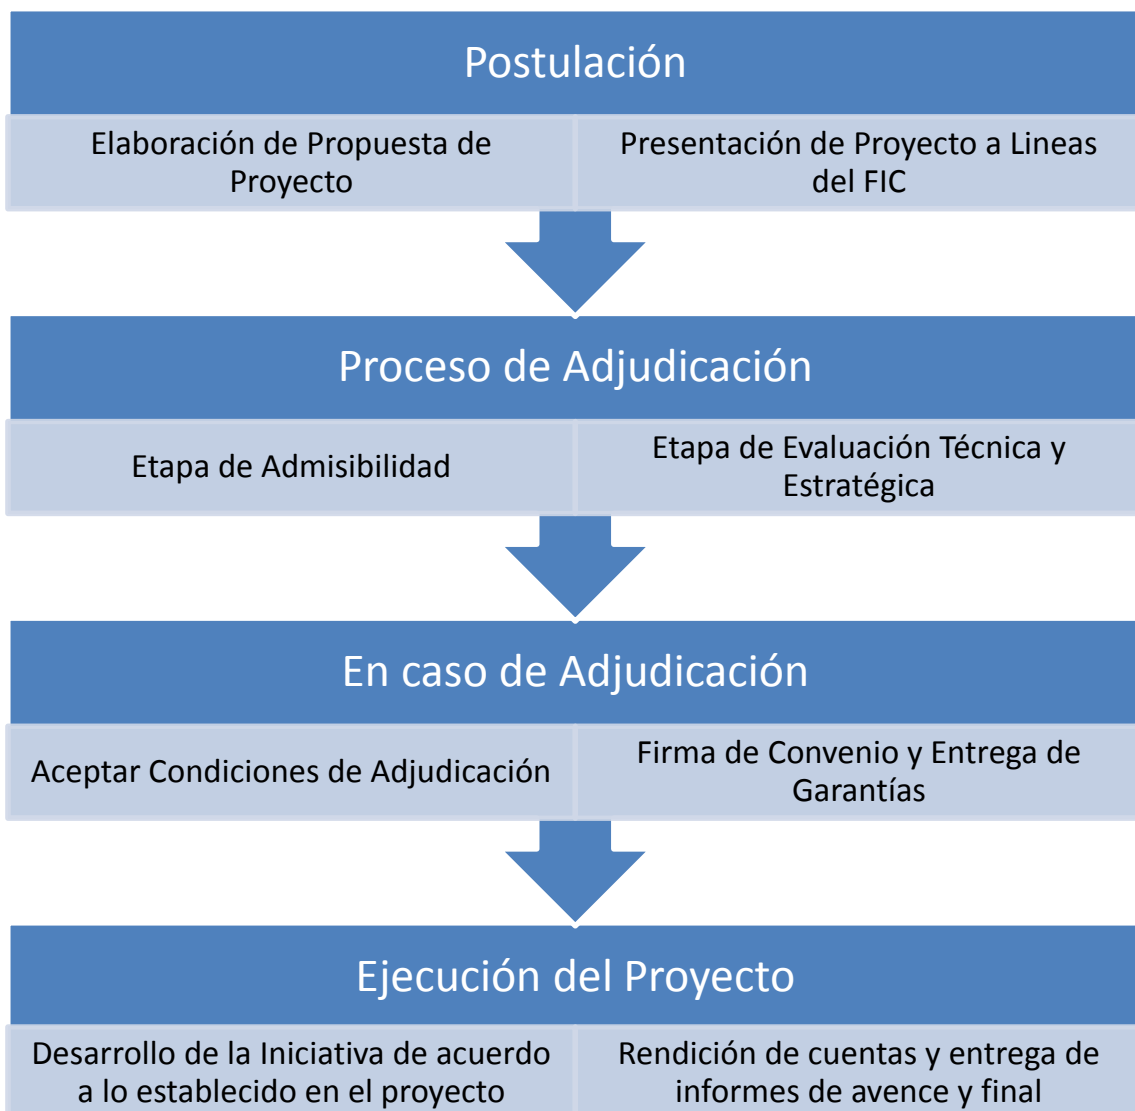 Postulación
Elaboración de Propuesta de
Proyecto
Presentación de Proyecto a Lineas
del FIC
Proceso de Adjudicación
Etapa de Admisibilidad
Etapa de Evaluación Técnica y
Estratégica
En caso de Adjudicación
Aceptar Condiciones de Adjudicación
Firma de Convenio y Entrega de
Garantías
Ejecución del Proyecto
Desarrollo de la Iniciativa de acuerdo
a lo establecido en el proyecto
Rendición de cuentas y entrega de
informes de avence y final